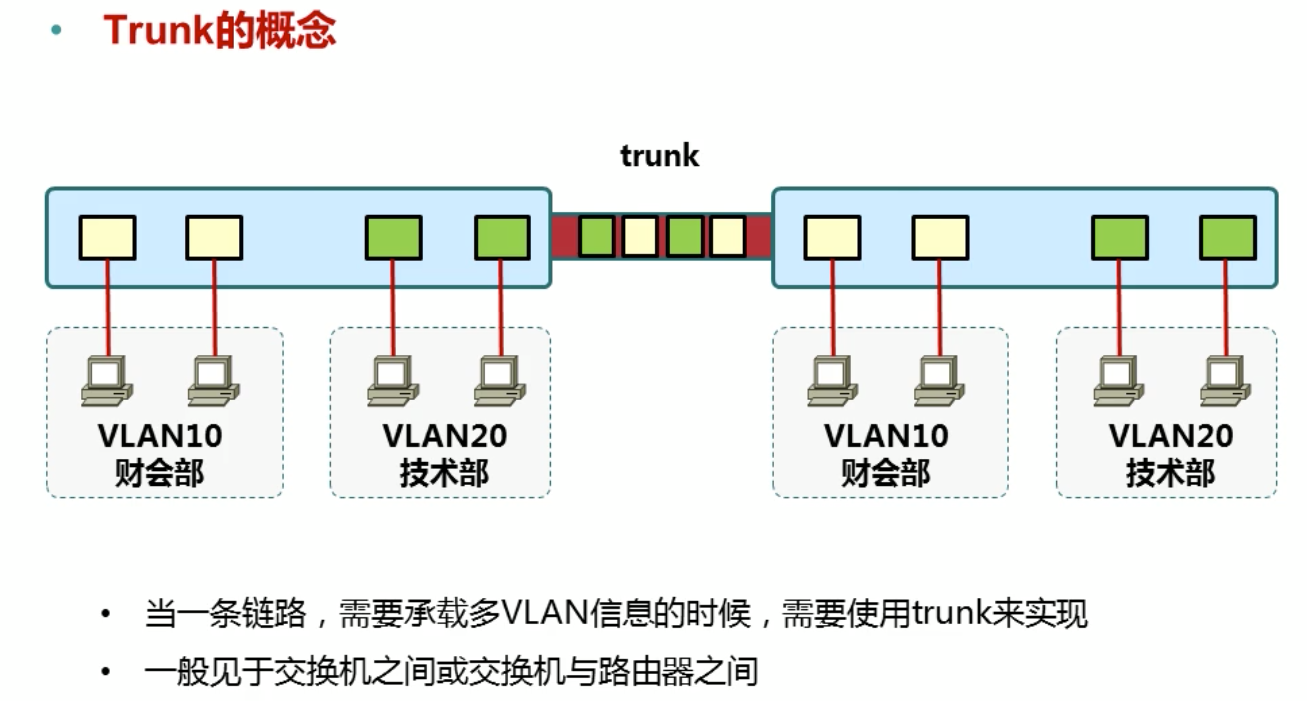 • Trunk的概念
trunk
VLAN10
财会部
VLAN20
技术部
VLAN10
财会部
VLAN20
技术部
• 当一条链路，需要承载多VLAN信息的时候，需要使用trunk来实现
• 一般见于交换机之间或交换机与路由器之间